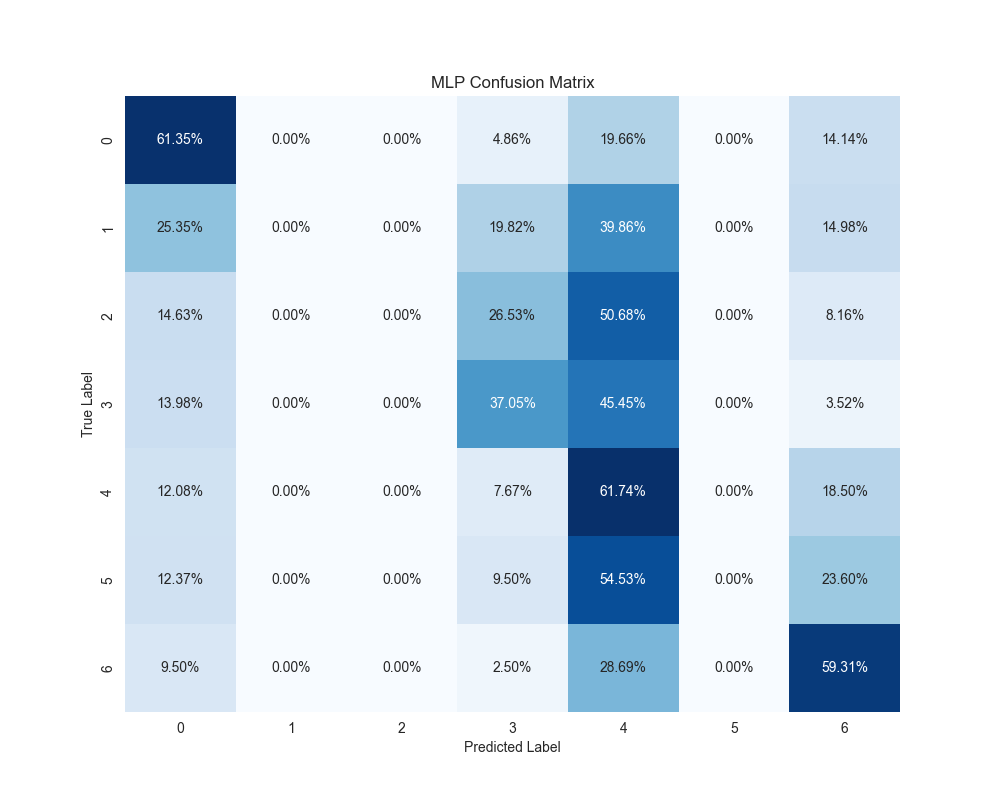 MLP Confusion Matrix
True Label
0 61.35% 0.00% 0.00% 4.86% 19.66% 0.00% 14.14%
1 25.35% 0.00% 0.00% 19.82% 39.86% 0.00% 14.98%
2 14.63% 0.00% 0.00% 26.53% 50.68% 0.00% 8.16%
3 13.98% 0.00% 0.00% 37.05% 45.45% 0.00% 3.52%
4 12.08% 0.00% 0.00% 7.67% 61.74% 0.00% 18.50%
5 12.37% 0.00% 0.00% 9.50% 54.53% 0.00% 23.60%
6 9.50% 0.00% 0.00% 2.50% 28.69% 0.00% 59.31%
0 1 2 3 4 5 6
Predicted Label